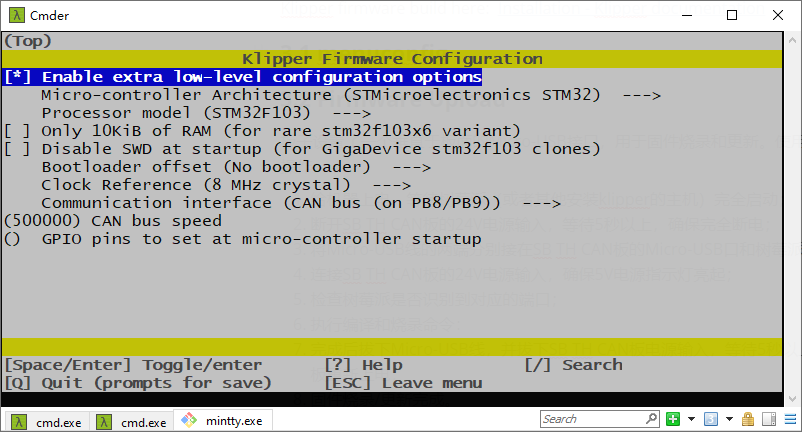 Cmder
(Top)
Klipper Firmware Configuration
[*] Enable extra low-level configuration options
Micro-controller Architecture (STMicroelectronics STM32)  --->
Processor model (STM32F103)  --->
[ ] Only 10KiB of RAM (for rare stm32f103x6 variant)
[ ] Disable SWD at startup (for GigaDevice stm32f103 clones)
Bootloader offset (No bootloader)  --->
Clock Reference (8 MHz crystal)  --->
Communication interface (CAN bus (on PB8/PB9))  --->
(500000) CAN bus speed
()  GPIO pins to set at micro-controller startup
[Space/Enter] Toggle/enter [?] Help [/] Search
[Q] Quit (prompts for save) [ESC] Leave menu
cmd.exe cmd.exe mintty.exe Search